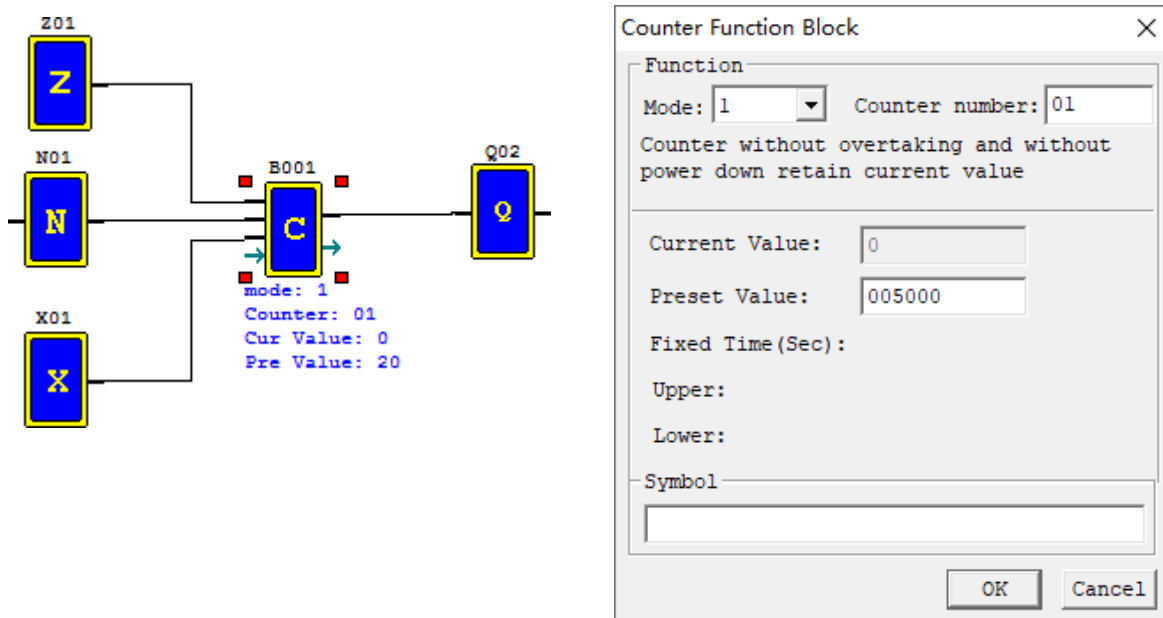 Z01
Z
N01
N
X01
X
B001
C
mode: 1
Counter: 01
Cur Value: 0
Pre Value: 20
Q02
Q
Counter Function Block
Function
Mode: 1 Counter number: 01
Counter without overtaking and without
power down retain current value
Current Value: 0
Preset Value: 005000
Fixed Time(Sec):
Upper:
Lower:
Symbol
OK Cancel